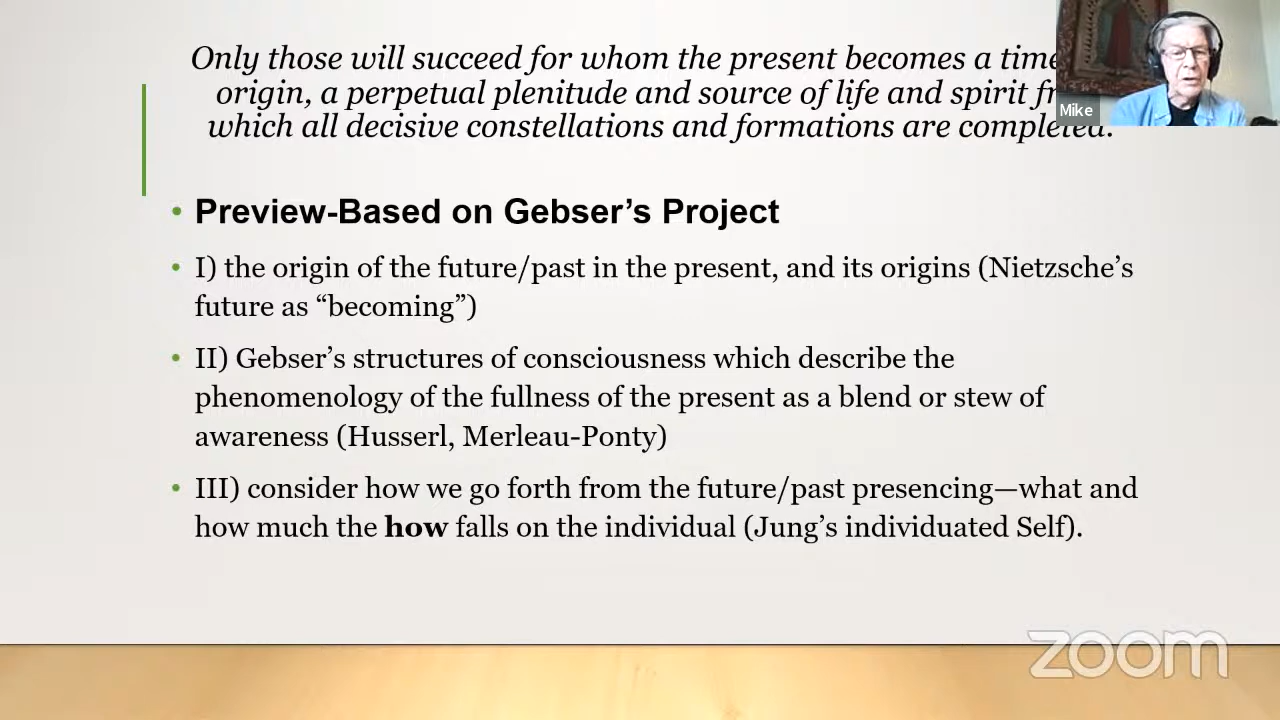 Only those will succeed for whom the present becomes a time
origin, a perpetual plenitude and source of life and spirit
which all decisive constellations and formations are completed.
• Preview-Based on Gebser’s Project
• I) the origin of the future/past in the present, and its origins (Nietzsche’s
future as “becoming”)
• II) Gebser’s structures of consciousness which describe the
phenomenology of the fullness of the present as a blend or stew of
awareness (Husserl, Merleau-Ponty)
• III) consider how we go forth from the future/past presencing—what and
how much the how falls on the individual (Jung’s individuated Self).
Mike
zoom